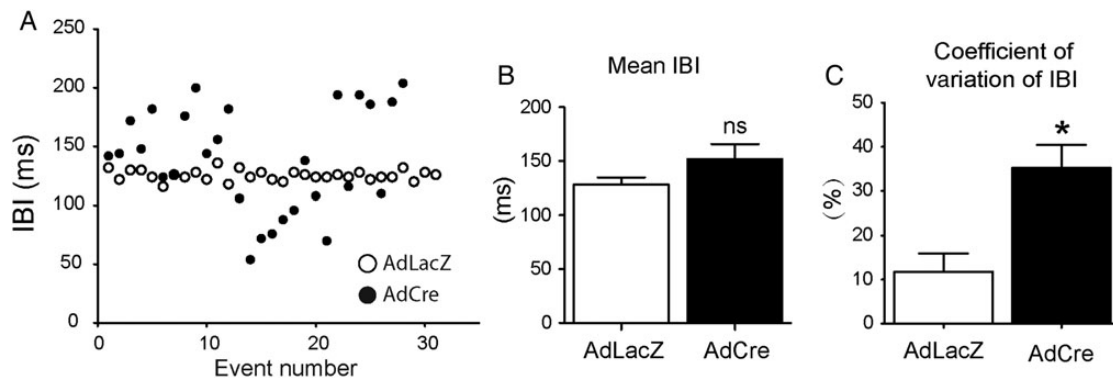 A
IBI (ms)
250
200
150
100
50
0
0
10
20
30
Event number
AdLacZ
AdCre
B
Mean IBI
(ms)
200
150
100
50
0
ns
AdLacZ
AdCre
C
Coefficient of
variation of IBI
(%)
50
40
30
20
10
0
*
AdLacZ
AdCre